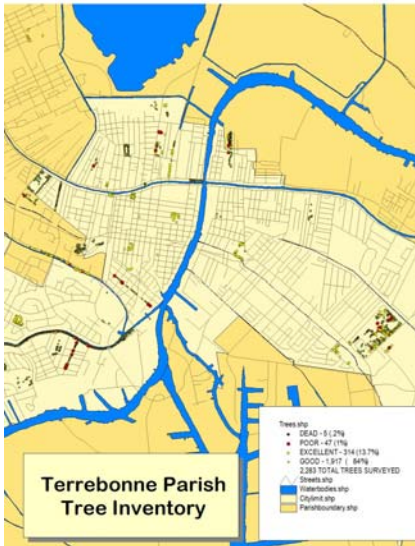 Trees.shp
DEAD - 5 (.2%)
POOR - 47 (1%)
EXCELLENT - 314 (13.7%)
GOOD - 1,917 ( 84%)
2,283 TOTAL TREES SURVEYED
Streets.shp
Waterbodies.shp
Citylimit.shp
Parishboundary.shp
Terrebonne Parish
Tree Inventory